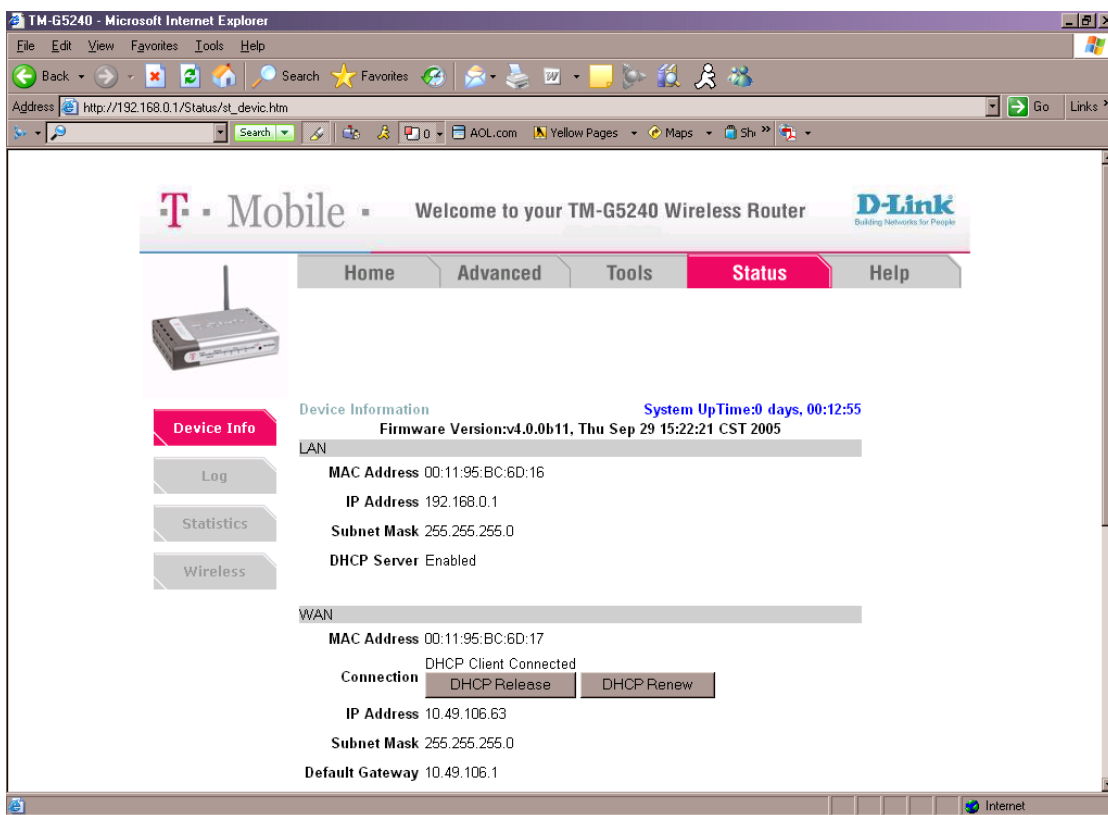 TM-G5240 - Microsoft Internet Explorer
File Edit View Favorites Tools Help
Back Search Favorites
Address http://192.168.0.1/Status/st_devic.htm Go Links
Search 0 AOL.com Yellow Pages Maps Sh
T · Mobile · Welcome to your TM-G5240 Wireless Router D-Link
Building Networks for People
Home Advanced Tools Status Help
Device Information System UpTime:0 days, 00:12:55
Device Info Firmware Version:v4.0.0b11, Thu Sep 29 15:22:21 CST 2005
LAN
Log MAC Address 00:11:95:BC:6D:16
IP Address 192.168.0.1
Statistics Subnet Mask 255.255.255.0
Wireless DHCP Server Enabled
WAN
MAC Address 00:11:95:BC:6D:17
DHCP Client Connected
Connection DHCP Release DHCP Renew
IP Address 10.49.106.63
Subnet Mask 255.255.255.0
Default Gateway 10.49.106.1
Internet